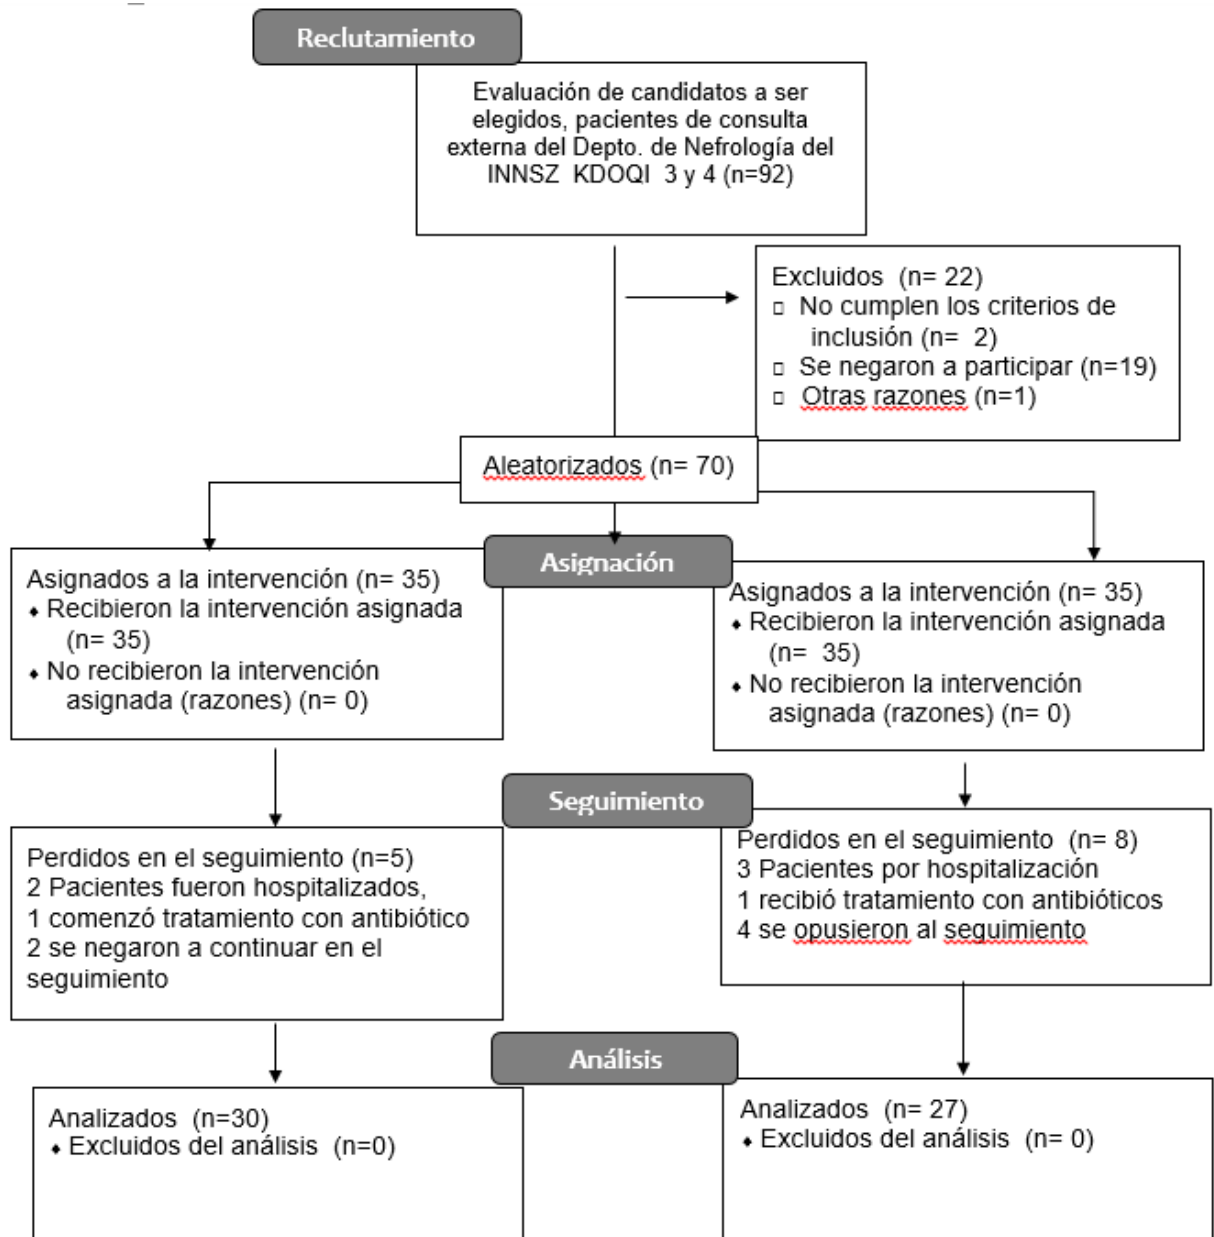 Reclutamiento
Evaluación de candidatos a ser
elegidos, pacientes de consulta
externa del Depto. de Nefrología del
INNSZ KDOQI 3 y 4 (n=92)
Excluidos (n= 22)
□ No cumplen los criterios de
inclusión (n= 2)
□ Se negaron a participar (n=19)
□ Otras razones (n=1)
Aleatorizados (n= 70)
Asignación
Asignados a la intervención (n= 35)
⬧ Recibieron la intervención asignada
(n= 35)
⬧ No recibieron la intervención
asignada (razones) (n= 0)
Asignados a la intervención (n= 35)
⬧ Recibieron la intervención asignada
(n= 35)
⬧ No recibieron la intervención
asignada (razones) (n= 0)
Seguimiento
Perdidos en el seguimiento (n=5)
2 Pacientes fueron hospitalizados,
1 comenzó tratamiento con antibiótico
2 se negaron a continuar en el
seguimiento
Perdidos en el seguimiento (n= 8)
3 Pacientes por hospitalización
1 recibió tratamiento con antibióticos
4 se opusieron al seguimiento
Análisis
Analizados (n=30)
⬧ Excluidos del análisis (n=0)
Analizados (n= 27)
⬧ Excluidos del análisis (n= 0)